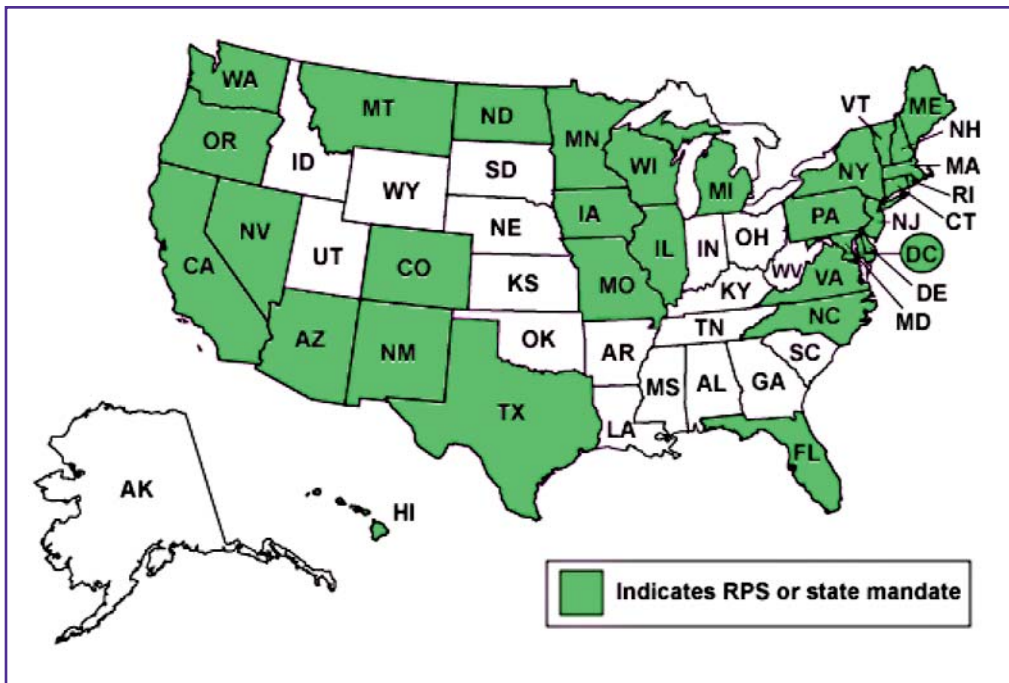 WA
MT
ND
MN
VT
ME
NH
OR
ID
SD
WI
NY
MA
WY
MI
RI
CT
NV
NE
IA
PA
NJ
CA
UT
CO
IL
IN
OH
DC
KS
MO
WV
VA
DE
KY
MD
AZ
NM
OK
AR
TN
NC
SC
MS
AL
GA
TX
LA
FL
AK
HI
Indicates RPS or state mandate